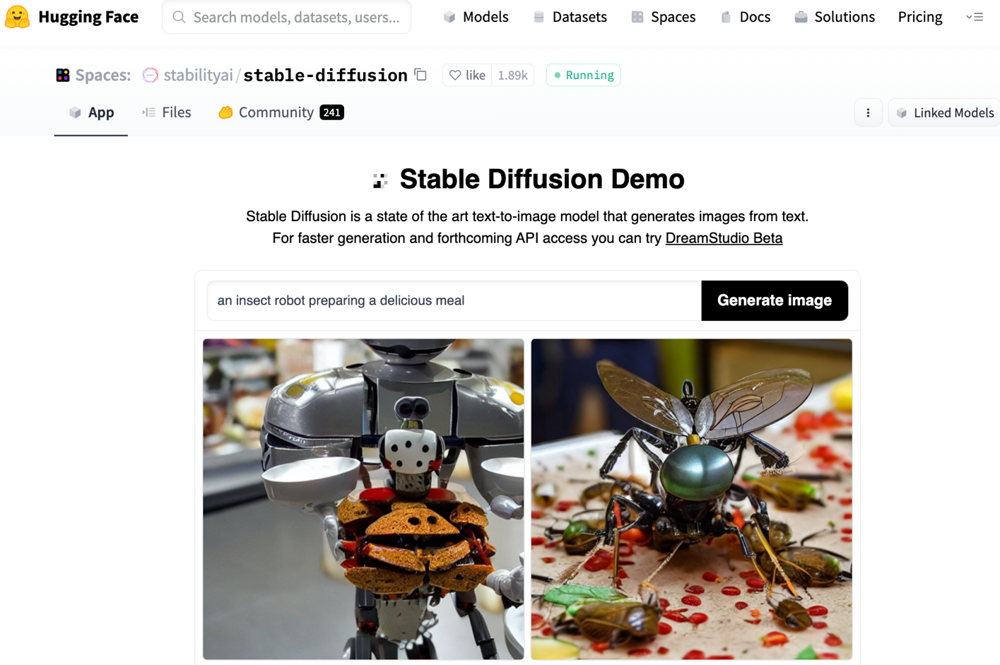 Hugging Face
Search models, datasets, users...
Models
Datasets
Spaces
Docs
Solutions
Pricing
Spaces:
stabilityai/stable-diffusion
like
1.89k
Running
App
Files
Community
241
Linked Models
Stable Diffusion Demo
Stable Diffusion is a state of the art text-to-image model that generates images from text.
For faster generation and forthcoming API access you can try DreamStudio Beta
an insect robot preparing a delicious meal
Generate image